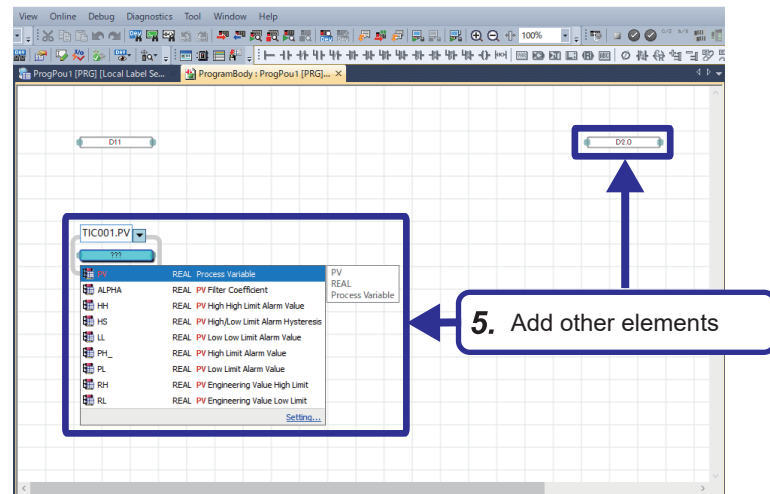 View Online Debug Diagnostics Tool Window Help
100%
ProgPou1 [PRG] [Local Label Se... ProgramBody : ProgPou1 [PRG]... ×
D11
D2.0
TIC001.PV
???
PV REAL Process Variable
PV
REAL
Process Variable
ALPHA REAL PV Filter Coefficient
HH REAL PV High High Limit Alarm Value
HS REAL PV High/Low Limit Alarm Hysteresis
LL REAL PV Low Low Limit Alarm Value
PH_ REAL PV High Limit Alarm Value
PL REAL PV Low Limit Alarm Value
RH REAL PV Engineering Value High Limit
RL REAL PV Engineering Value Low Limit
Setting...
5. Add other elements